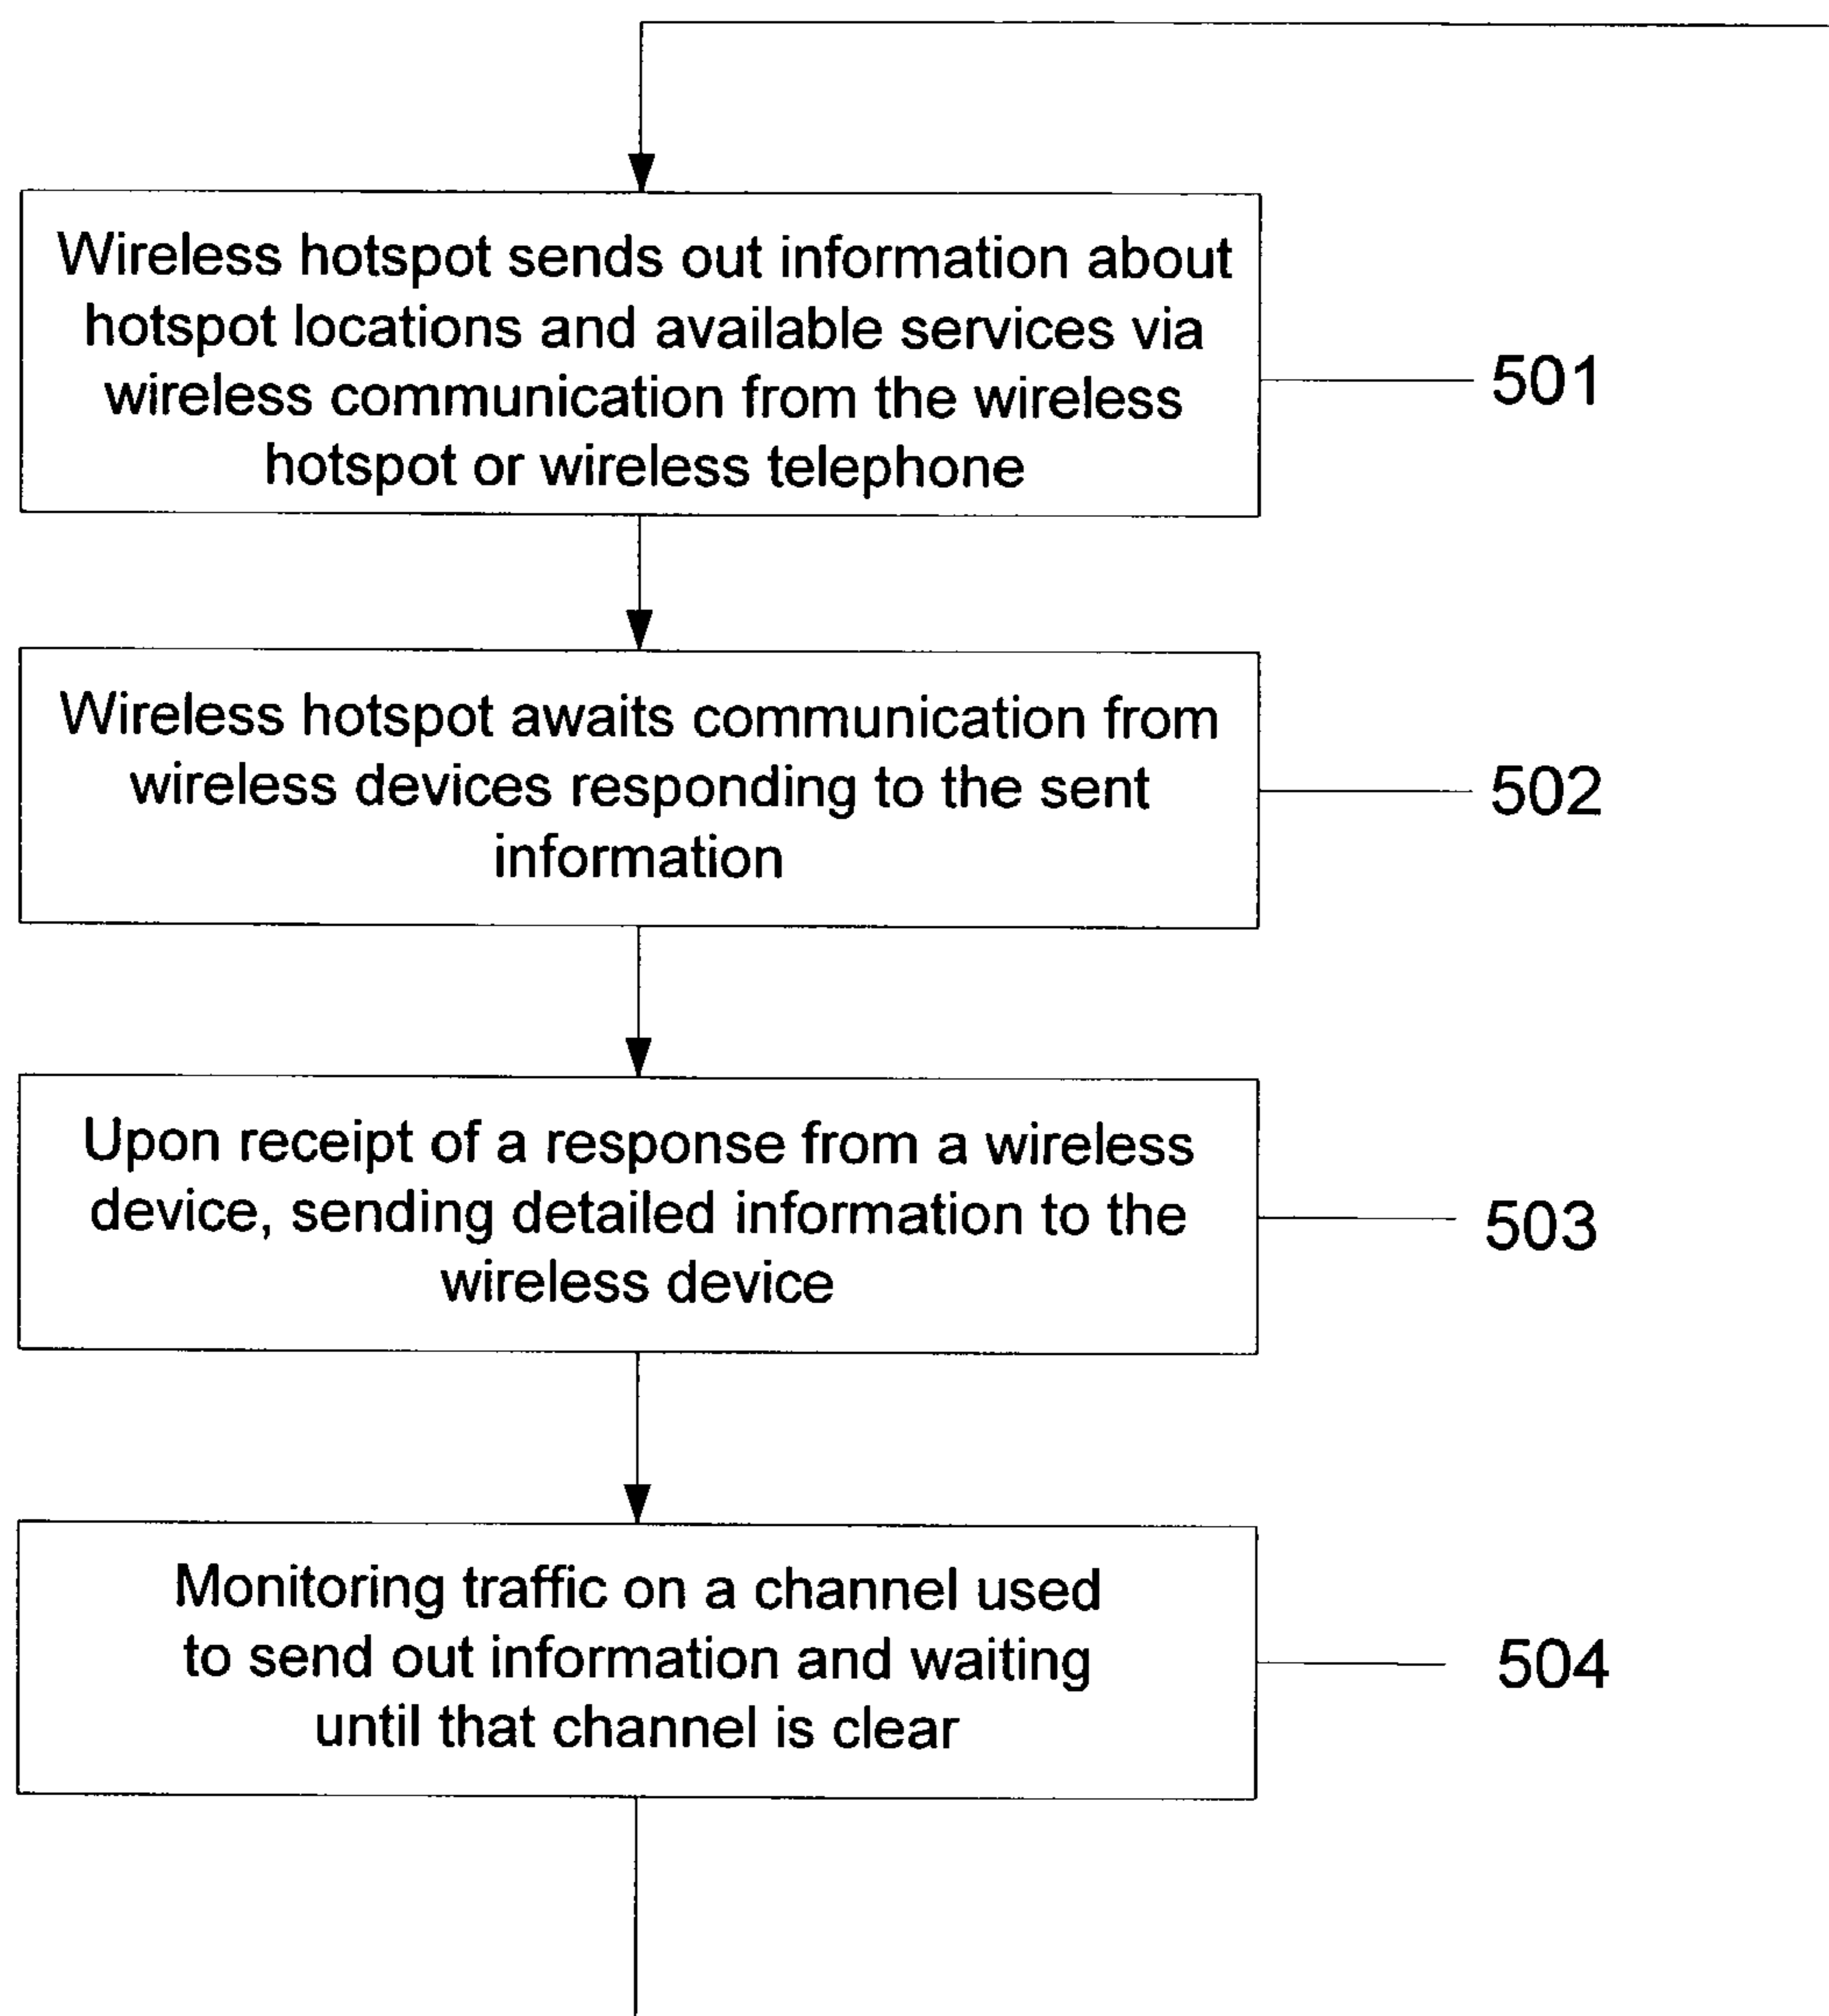 Wireless hotspot sends out information about
hotspot locations and available services via
wireless communication from the wireless
hotspot or wireless telephone
501
Wireless hotspot awaits communication from
wireless devices responding to the sent
information
502
Upon receipt of a response from a wireless
device, sending detailed information to the
wireless device
503
Monitoring traffic on a channel used
to send out information and waiting
until that channel is clear
504